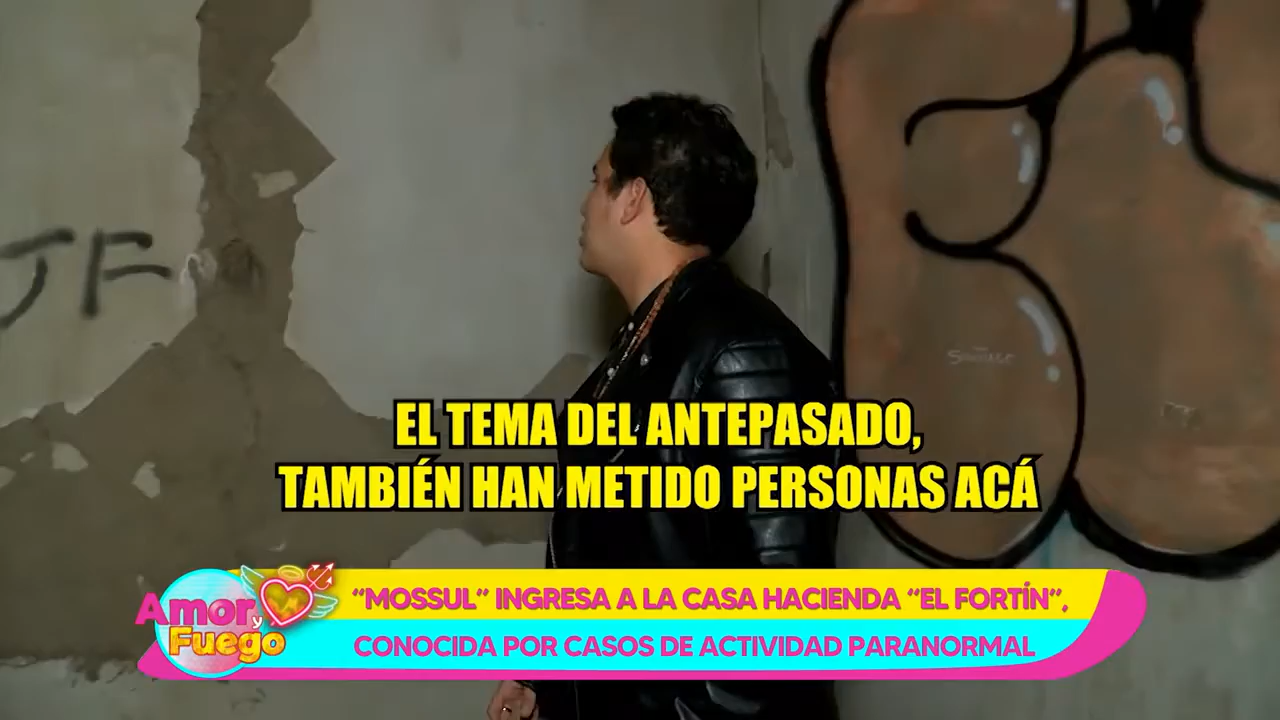 JF
EL TEMA DEL ANTEPASADO,
TAMBIÉN HAN METIDO PERSONAS ACÁ
Amor y
Fuego
“MOSSUL” INGRESA A LA CASA HACIENDA “EL FORTÍN”,
CONOCIDA POR CASOS DE ACTIVIDAD PARANORMAL